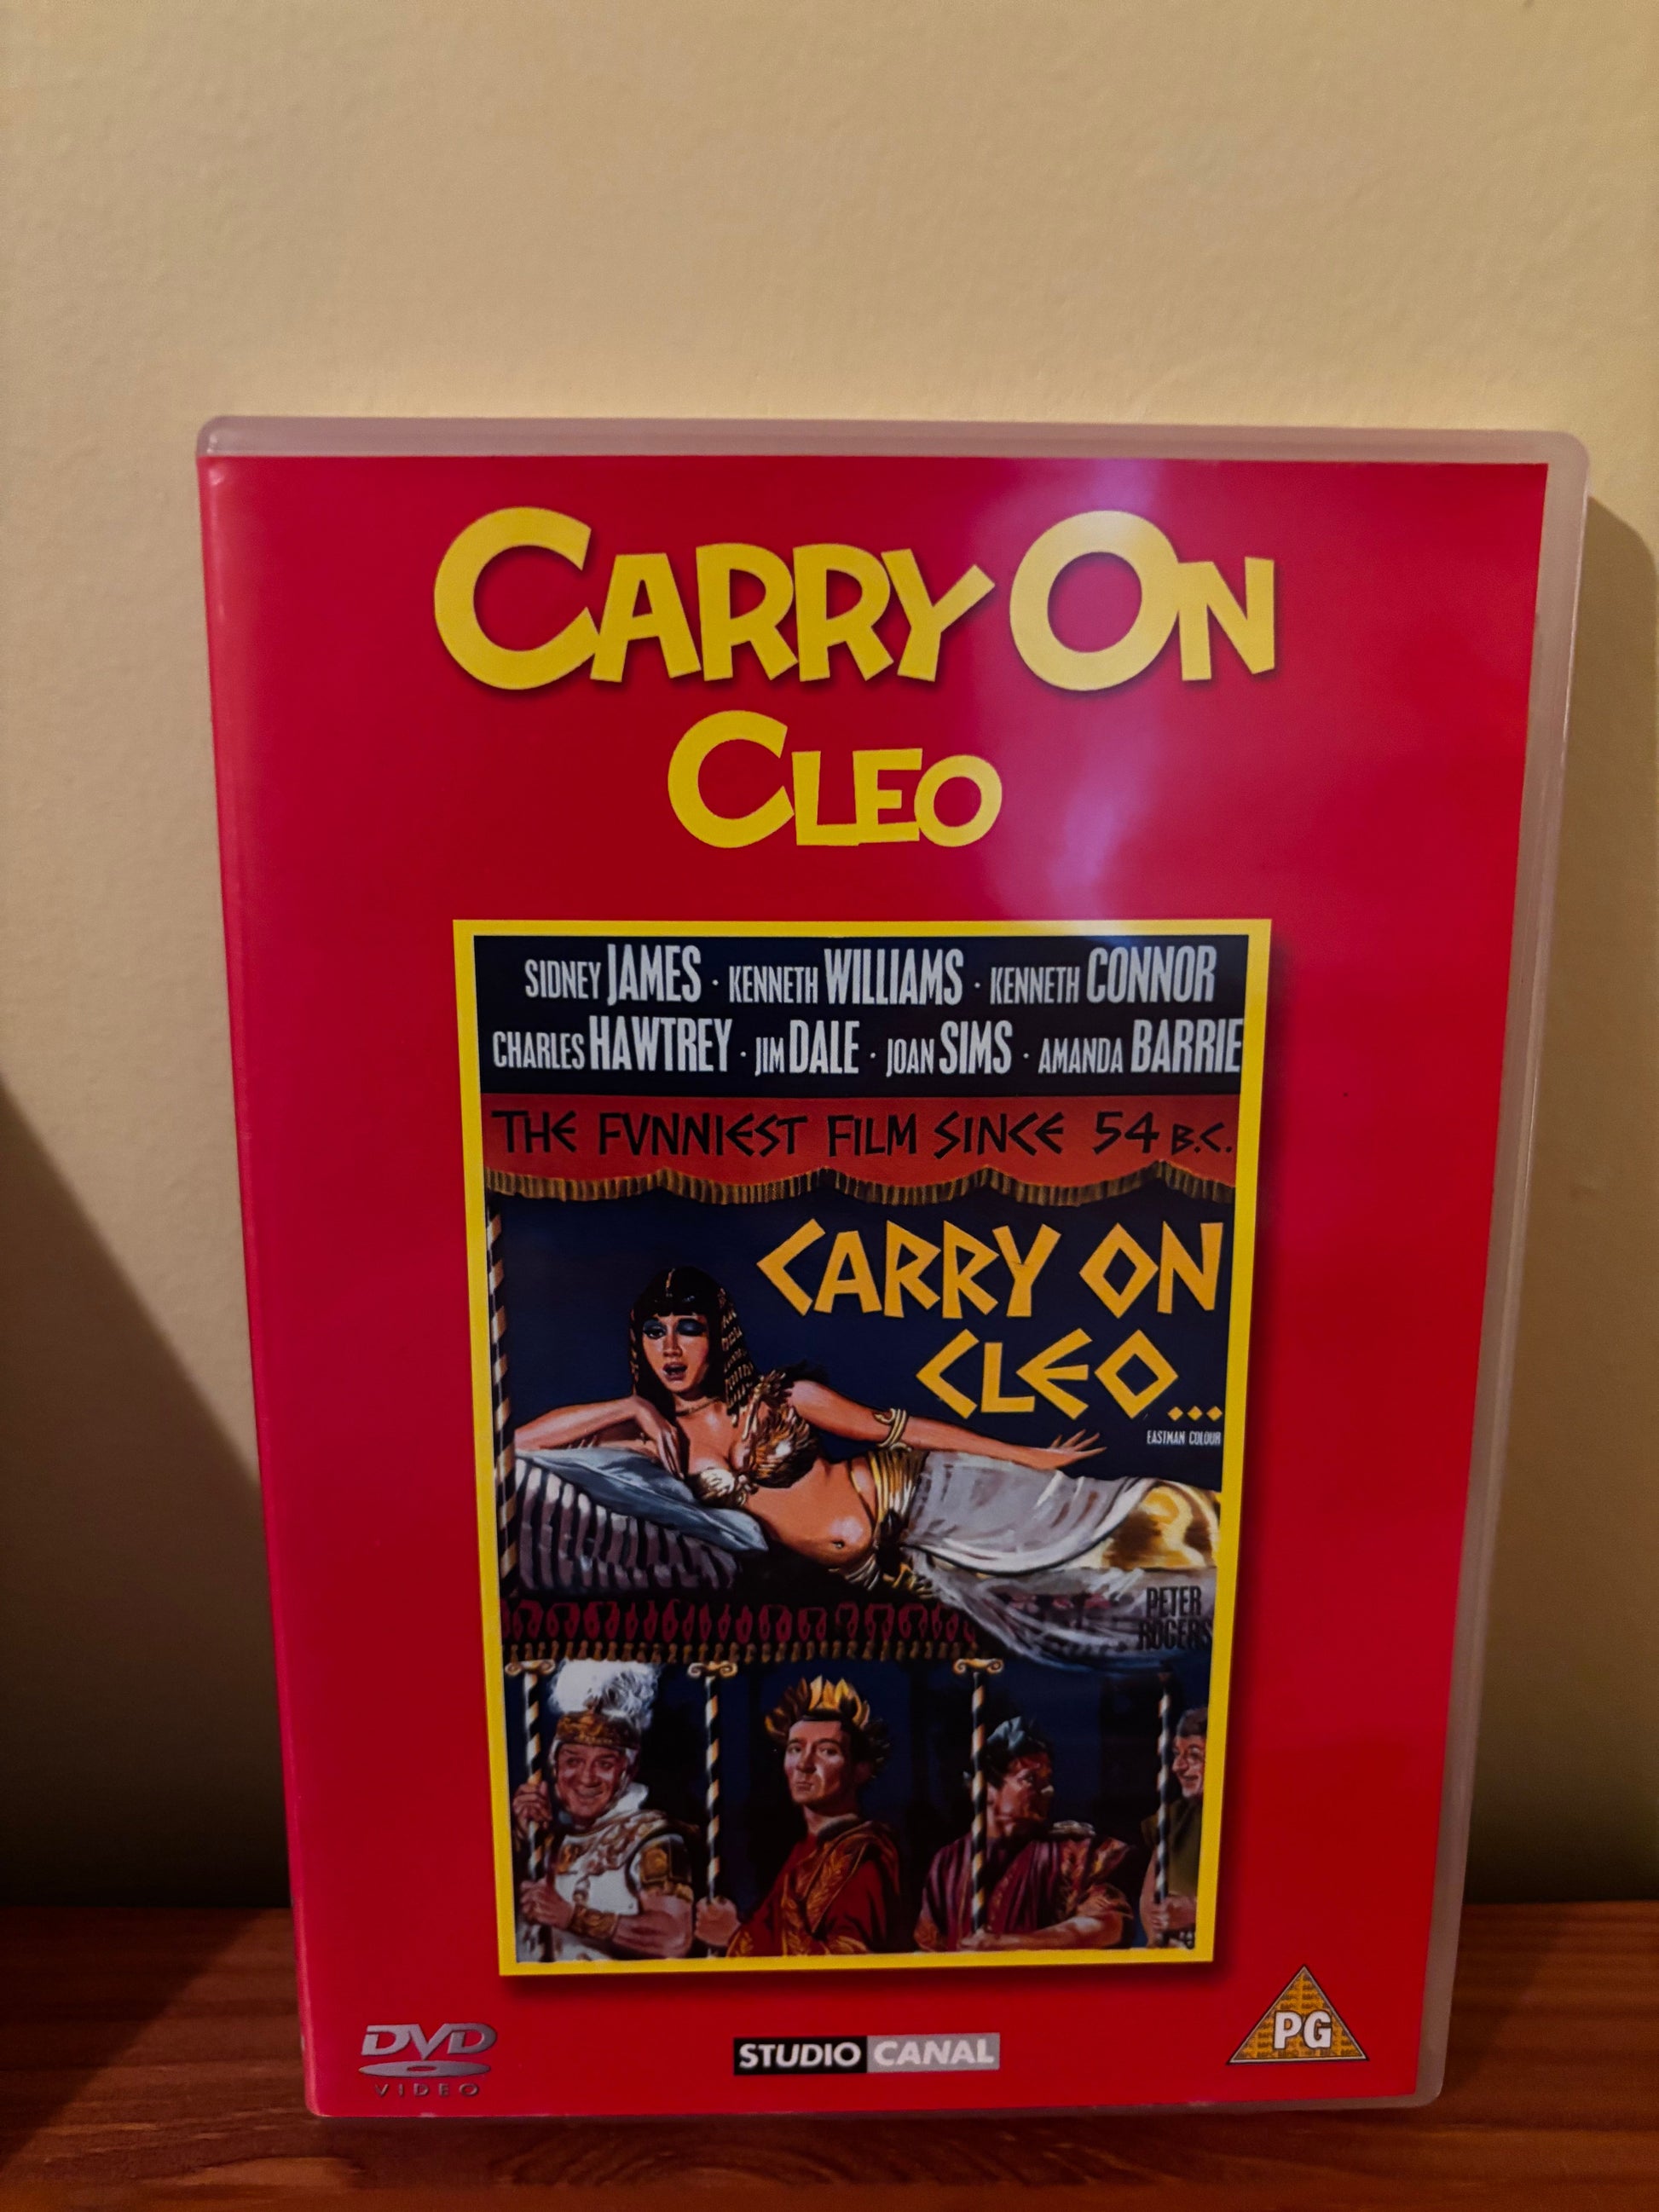 CARRY ON
CLEO
SIDNEY JAMES · KENNETH WILLIAMS · KENNETH CONNOR
CHARLES HAWTREY · JIM DALE · JOAN SIMS · AMANDA BARRIE
THE FVNNIEST FILM SINCE 54 B.C.
CARRY ON
CLEO...
EASTMAN COLOUR
PETER
ROGERS
DVD
VIDEO
STUDIO CANAL
PG